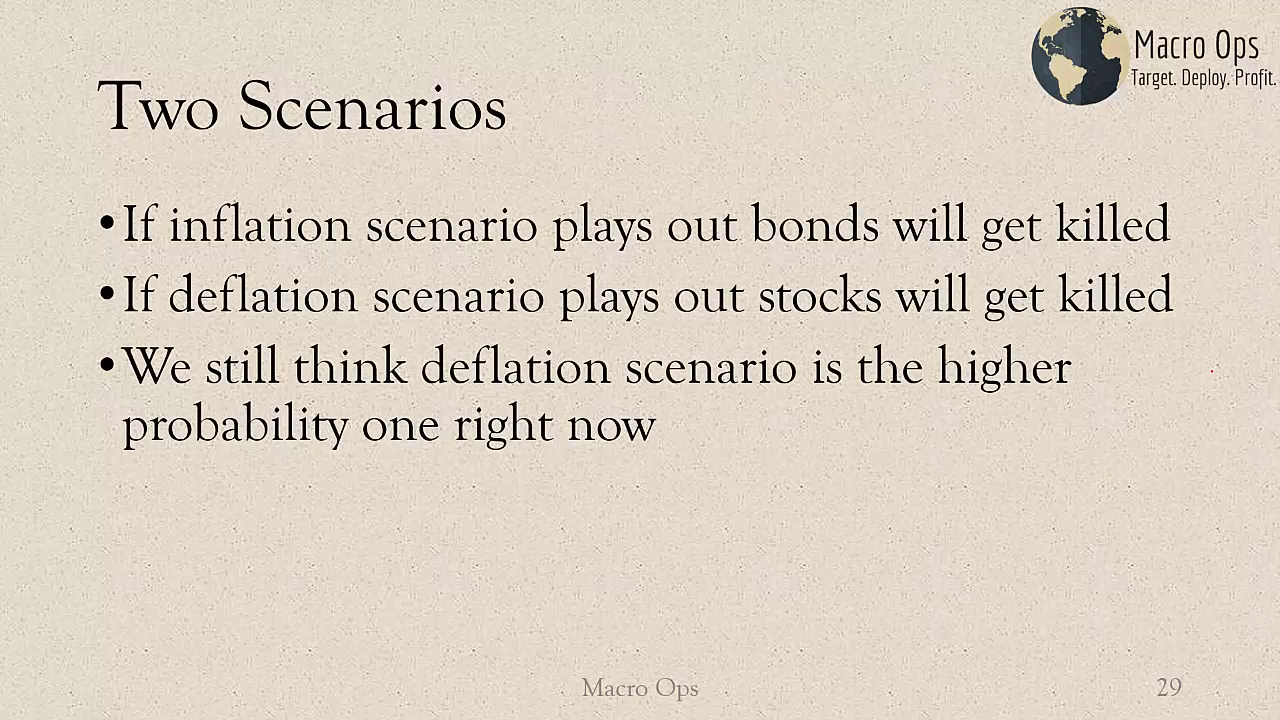 Macro Ops
Target. Deploy. Profit.
Two Scenarios
•If inflation scenario plays out bonds will get killed
•If deflation scenario plays out stocks will get killed
•We still think deflation scenario is the higher
probability one right now
Macro Ops
29